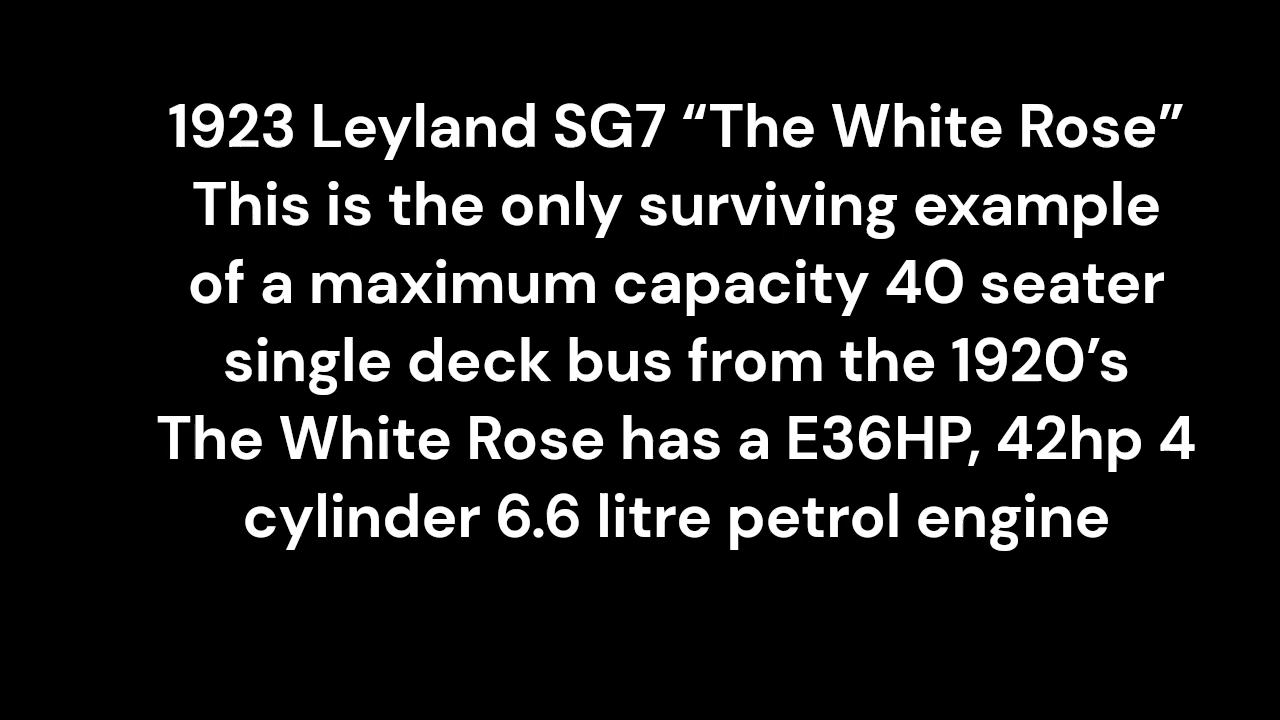 1923 Leyland SG7 “The White Rose”
This is the only surviving example
of a maximum capacity 40 seater
single deck bus from the 1920’s
The White Rose has a E36HP, 42hp 4
cylinder 6.6 litre petrol engine